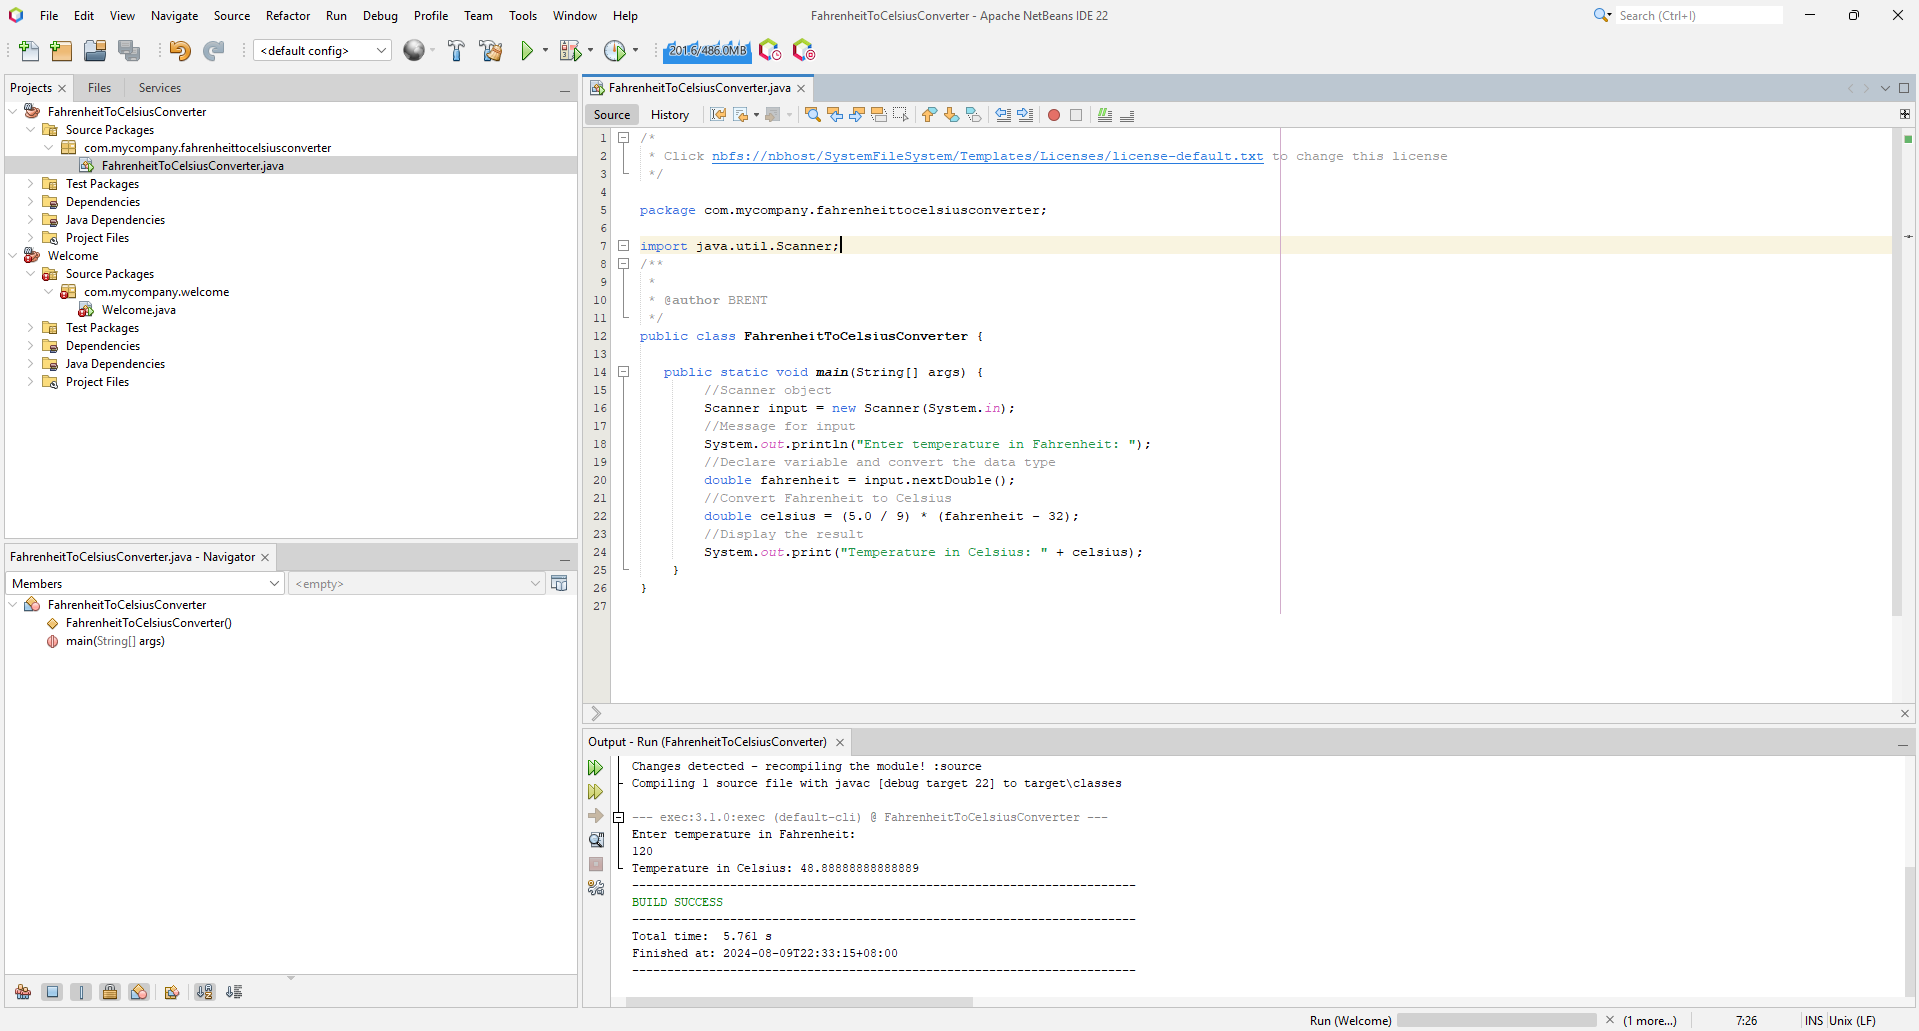 File Edit View Navigate Source Refactor Run Debug Profile Team Tools Window Help
FahrenheitToCelsiusConverter - Apache NetBeans IDE 22
Search (Ctrl+I)
<default config>
201.6/486.0MB
Projects
Files
Services
FahrenheitToCelsiusConverter
Source Packages
com.mycompany.fahrenheittocelsiusconverter
FahrenheitToCelsiusConverter.java
Test Packages
Dependencies
Java Dependencies
Project Files
Welcome
Source Packages
com.mycompany.welcome
Welcome.java
Test Packages
Dependencies
Java Dependencies
Project Files
FahrenheitToCelsiusConverter.java - Navigator
Members
<empty>
FahrenheitToCelsiusConverter
FahrenheitToCelsiusConverter()
main(String[] args)
FahrenheitToCelsiusConverter.java
Source History
1 /*
2 * Click nbfs://nbhost/SystemFileSystem/Templates/Licenses/license-default.txt to change this license
3 */
4
5 package com.mycompany.fahrenheittocelsiusconverter;
6
7 import java.util.Scanner;
8 /**
9 *
10 * @author BRENT
11 */
12 public class FahrenheitToCelsiusConverter {
13
14 public static void main(String[] args) {
15 //Scanner object
16 Scanner input = new Scanner(System.in);
17 //Message for input
18 System.out.println("Enter temperature in Fahrenheit: ");
19 //Declare variable and convert the data type
20 double fahrenheit = input.nextDouble();
21 //Convert Fahrenheit to Celsius
22 double celsius = (5.0 / 9) * (fahrenheit - 32);
23 //Display the result
24 System.out.print("Temperature in Celsius: " + celsius);
25 }
26 }
27
Output - Run (FahrenheitToCelsiusConverter)
Changes detected - recompiling the module! :source
Compiling 1 source file with javac [debug target 22] to target\classes
--- exec:3.1.0:exec (default-cli) @ FahrenheitToCelsiusConverter ---
Enter temperature in Fahrenheit:
120
Temperature in Celsius: 48.88888888888889
------------------------------------------------------------------------
BUILD SUCCESS
------------------------------------------------------------------------
Total time:  5.761 s
Finished at: 2024-08-09T22:33:15+08:00
------------------------------------------------------------------------
Run (Welcome)
(1 more...)
7:26
INS
Unix (LF)